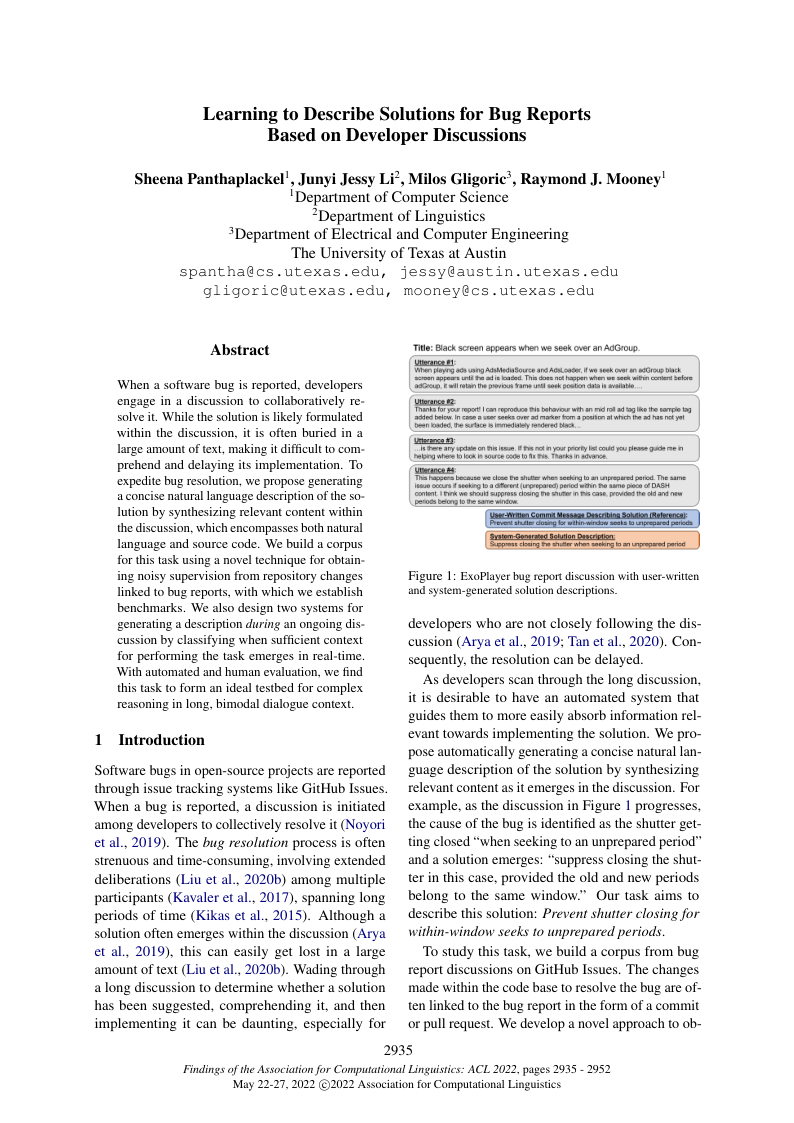 Learning to Describe Solutions for Bug Reports
Based on Developer Discussions
Sheena Panthaplackel1, Junyi Jessy Li2, Milos Gligoric3, Raymond J. Mooney1
1Department of Computer Science
2Department of Linguistics
3Department of Electrical and Computer Engineering
The University of Texas at Austin
spantha@cs.utexas.edu, jessy@austin.utexas.edu
gligoric@utexas.edu, mooney@cs.utexas.edu
Abstract
When a software bug is reported, developers
engage in a discussion to collaboratively re-
solve it. While the solution is likely formulated
within the discussion, it is often buried in a
large amount of text, making it difficult to com-
prehend and delaying its implementation. To
expedite bug resolution, we propose generating
a concise natural language description of the so-
lution by synthesizing relevant content within
the discussion, which encompasses both natural
language and source code. We build a corpus
for this task using a novel technique for obtain-
ing noisy supervision from repository changes
linked to bug reports, with which we establish
benchmarks. We also design two systems for
generating a description during an ongoing dis-
cussion by classifying when sufficient context
for performing the task emerges in real-time.
With automated and human evaluation, we find
this task to form an ideal testbed for complex
reasoning in long, bimodal dialogue context.
1 Introduction
Software bugs in open-source projects are reported
through issue tracking systems like GitHub Issues.
When a bug is reported, a discussion is initiated
among developers to collectively resolve it (Noyori
et al., 2019). The bug resolution process is often
strenuous and time-consuming, involving extended
deliberations (Liu et al., 2020b) among multiple
participants (Kavaler et al., 2017), spanning long
periods of time (Kikas et al., 2015). Although a
solution often emerges within the discussion (Arya
et al., 2019), this can easily get lost in a large
amount of text (Liu et al., 2020b). Wading through
a long discussion to determine whether a solution
has been suggested, comprehending it, and then
implementing it can be daunting, especially for
Title: Black screen appears when we seek over an AdGroup.
Utterance #1:
When playing ads using AdsMediaSource and AdsLoader, if we seek over an adGroup black
screen appears until the ad is loaded. This does not happen when we seek within content before
adGroup, it will retain the previous frame until seek position data is available....
Utterance #2:
Thanks for your report! I can reproduce this behaviour with an mid roll ad tag like the sample tag
added below. In case a user seeks over ad marker from a position at which the ad has not yet
been loaded, the surface is immediately rendered black...
Utterance #3:
...is there any update on this issue. If this not in your priority list could you please guide me in
helping where to look in source code to fix this. Thanks in advance.
Utterance #4:
This happens because we close the shutter when seeking to an unprepared period. The same
issue occurs if seeking to a different (unprepared) period within the same piece of DASH
content. I think we should suppress closing the shutter in this case, provided the old and new
periods belong to the same window.
User-Written Commit Message Describing Solution (Reference):
Prevent shutter closing for within-window seeks to unprepared periods
System-Generated Solution Description:
Suppress closing the shutter when seeking to an unprepared period
Figure 1: ExoPlayer bug report discussion with user-written
and system-generated solution descriptions.
developers who are not closely following the dis-
cussion (Arya et al., 2019; Tan et al., 2020). Con-
sequently, the resolution can be delayed.
As developers scan through the long discussion,
it is desirable to have an automated system that
guides them to more easily absorb information rel-
evant towards implementing the solution. We pro-
pose automatically generating a concise natural lan-
guage description of the solution by synthesizing
relevant content as it emerges in the discussion. For
example, as the discussion in Figure 1 progresses,
the cause of the bug is identified as the shutter get-
ting closed “when seeking to an unprepared period”
and a solution emerges: “suppress closing the shut-
ter in this case, provided the old and new periods
belong to the same window.” Our task aims to
describe this solution: Prevent shutter closing for
within-window seeks to unprepared periods.
To study this task, we build a corpus from bug
report discussions on GitHub Issues. The changes
made within the code base to resolve the bug are of-
ten linked to the bug report in the form of a commit
or pull request. We develop a novel approach to ob-
2935
Findings of the Association for Computational Linguistics: ACL 2022, pages 2935 - 2952
May 22-27, 2022 ©2022 Association for Computational Linguistics